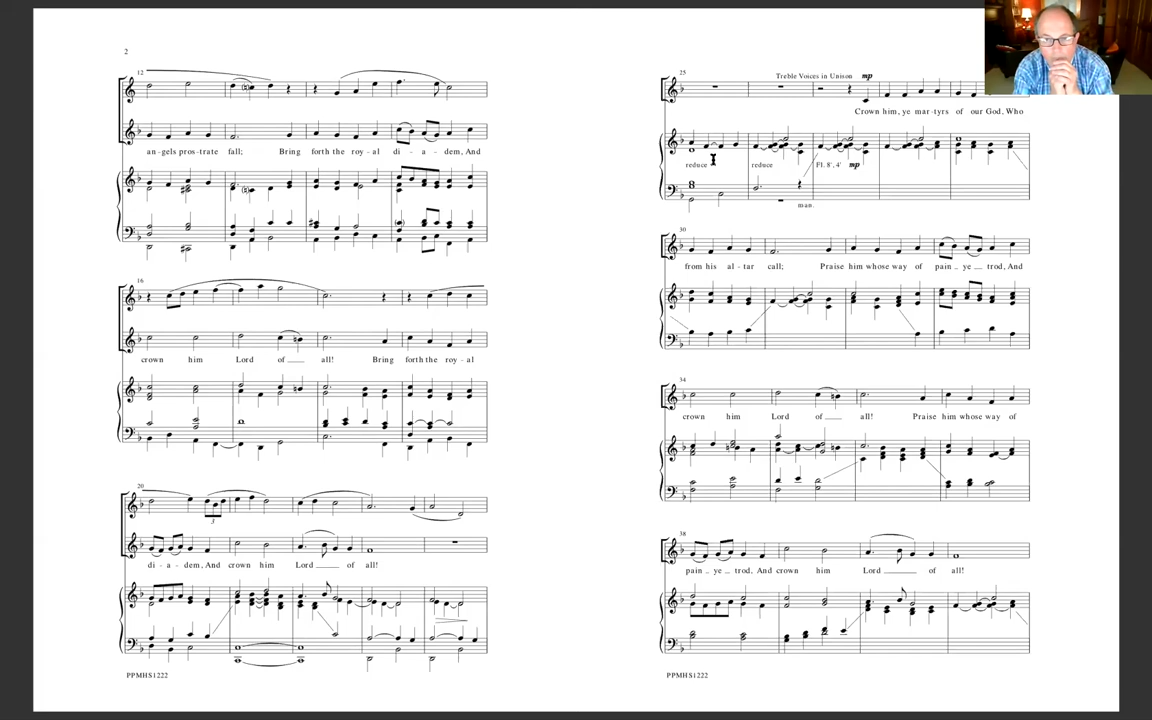 2
12
an-gels pros-trate fall; Bring forth the roy-al di-a-dem, And
16
crown him Lord of all! Bring forth the roy-al
20
3
di-a-dem, And crown him Lord of all!
PPMHS1222
25
Treble Voices in Unison mp
Crown him, ye mar-tyrs of our God, Who
reduce reduce Fl. 8', 4' mp
man.
30
from his al-tar call; Praise him whose way of pain ye trod, And
34
crown him Lord of all! Praise him whose way of
38
pain ye trod, And crown him Lord of all!
PPMHS1222